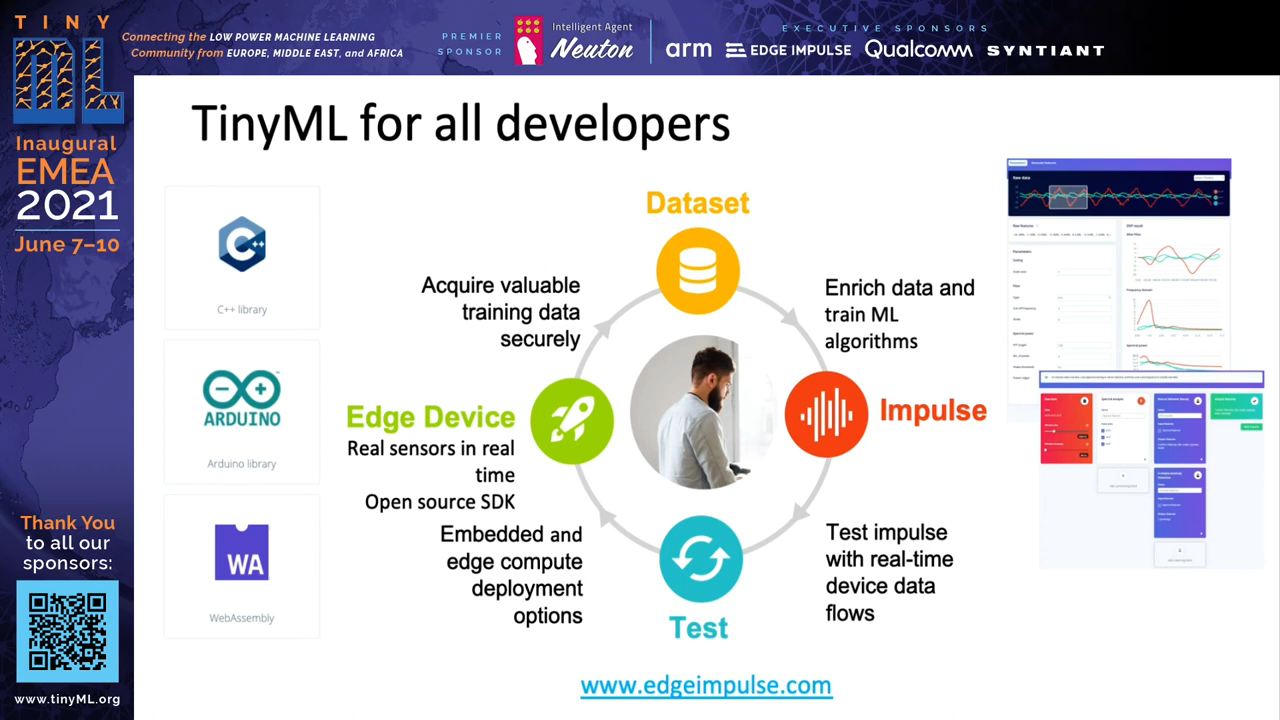 TINY
ML
Connecting the LOW POWER MACHINE LEARNING
Community from EUROPE, MIDDLE EAST, and AFRICA
PREMIER
SPONSOR
Intelligent Agent
Neuton
EXECUTIVE SPONSORS
arm
EDGE IMPULSE
Qualcomm
SYNTIANT
Inaugural
EMEA
2021
June 7–10
Thank You
to all our
sponsors:
www.tinyML.org
TinyML for all developers
C++
C++ library
ARDUINO
Arduino library
WA
WebAssembly
Dataset
Acquire valuable
training data
securely
Enrich data and
train ML
algorithms
Edge Device
Real sensors in real
time
Open source SDK
Impulse
Embedded and
edge compute
deployment
options
Test impulse
with real-time
device data
flows
Test
www.edgeimpulse.com
Raw data